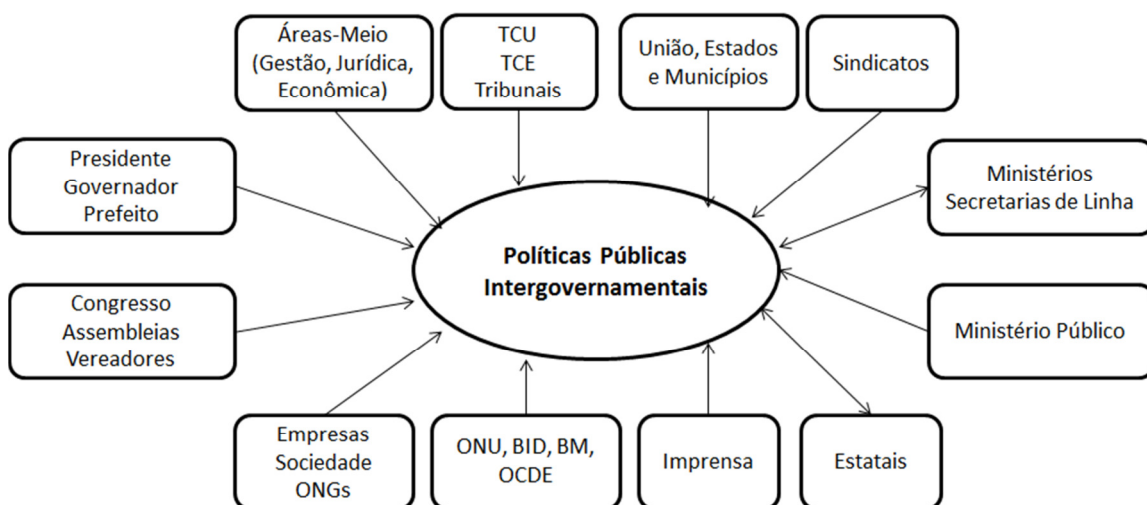 Áreas-Meio
(Gestão, Jurídica,
Econômica)
TCU
TCE
Tribunais
União, Estados
e Municípios
Sindicatos
Presidente
Governador
Prefeito
Ministérios
Secretarias de Linha
Políticas Públicas
Intergovernamentais
Congresso
Assembleias
Vereadores
Ministério Público
Empresas
Sociedade
ONGs
ONU, BID, BM,
OCDE
Imprensa
Estatais